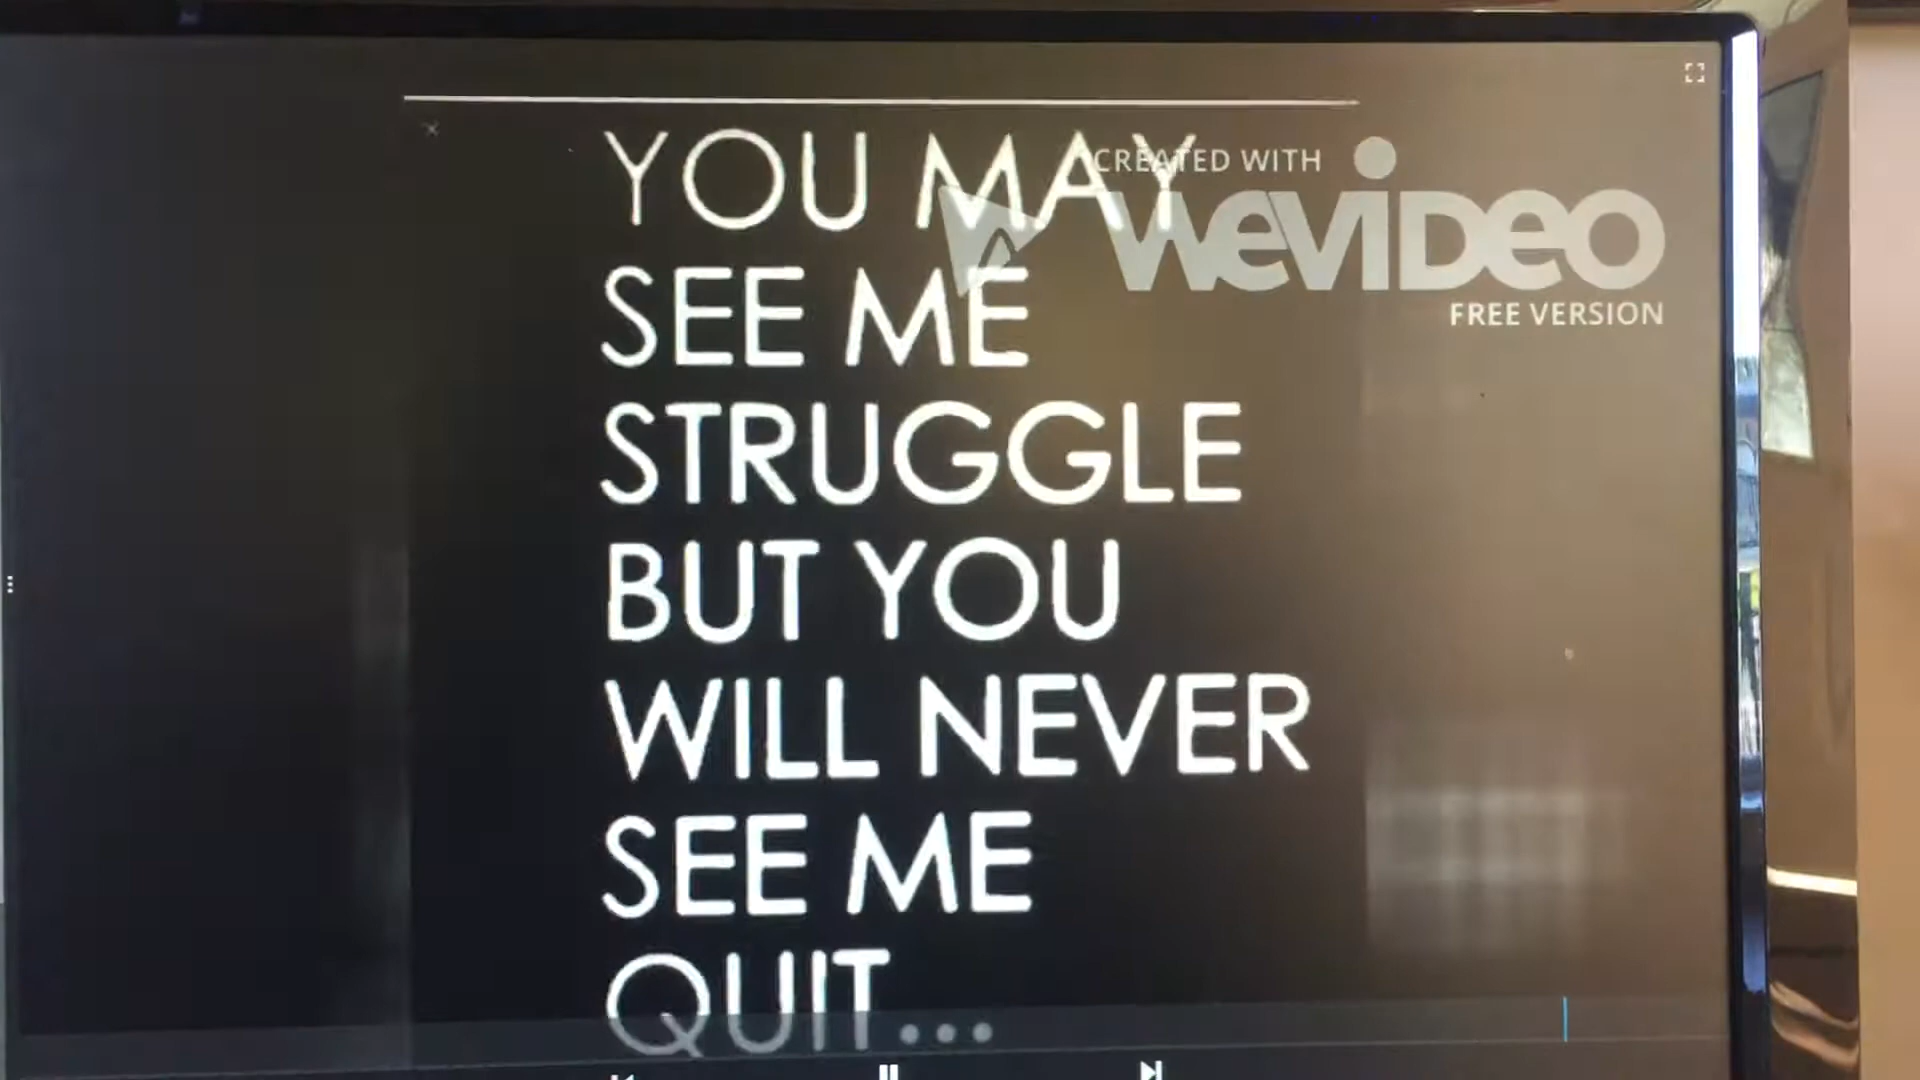 YOU MAY
CREATED WITH
WeVideo
FREE VERSION
SEE ME
STRUGGLE
BUT YOU
WILL NEVER
SEE ME
QUIT...